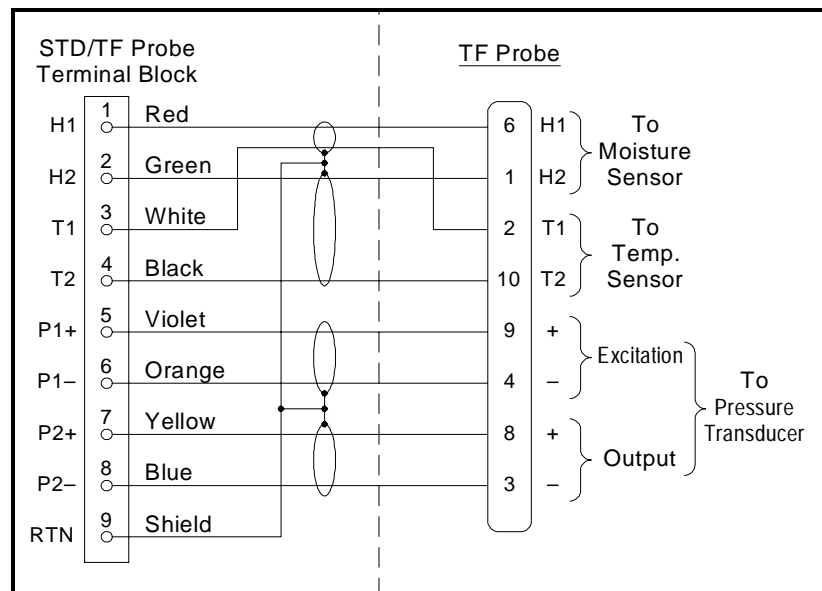 STD/TF Probe
Terminal Block
TF Probe
H1 1 Red 6 H1
H2 2 Green 1 H2
To
Moisture
Sensor
T1 3 White 2 T1
T2 4 Black 10 T2
To
Temp.
Sensor
P1+ 5 Violet 9 +
P1– 6 Orange 4 –
Excitation
P2+ 7 Yellow 8 +
P2– 8 Blue 3 –
Output
To
Pressure
Transducer
RTN 9 Shield